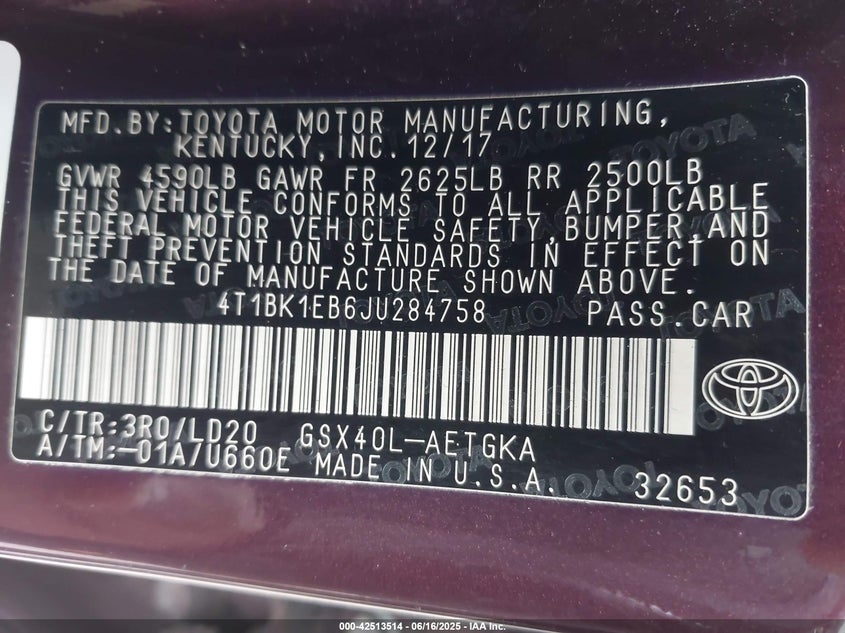 MFD.BY:TOYOTA MOTOR MANUFACTURING,
KENTUCKY,INC.12/17
GVWR 4590LB GAWR FR 2625LB RR 2500LB
THIS VEHICLE CONFORMS TO ALL APPLICABLE
FEDERAL MOTOR VEHICLE SAFETY,BUMPER,AND
THEFT PREVENTION STANDARDS IN EFFECT ON
THE DATE OF MANUFACTURE SHOWN ABOVE.
4T1BK1EB6JU284758 PASS.CAR
C/TR:3R0/LD20 GSX40L-AETGKA
A/TM:-01A/U660E MADE IN U.S.A. 32653
000-42513514 - 06/16/2025 - IAA Inc.